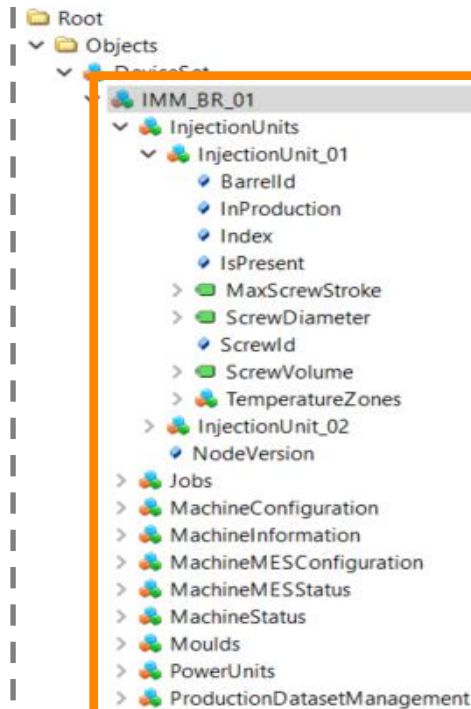 Root
Objects
DeviceSet
IMM_BR_01
InjectionUnits
InjectionUnit_01
BarrelId
InProduction
Index
IsPresent
MaxScrewStroke
ScrewDiameter
ScrewId
ScrewVolume
TemperatureZones
InjectionUnit_02
NodeVersion
Jobs
MachineConfiguration
MachineInformation
MachineMESConfiguration
MachineMESStatus
MachineStatus
Moulds
PowerUnits
ProductionDatasetManagement